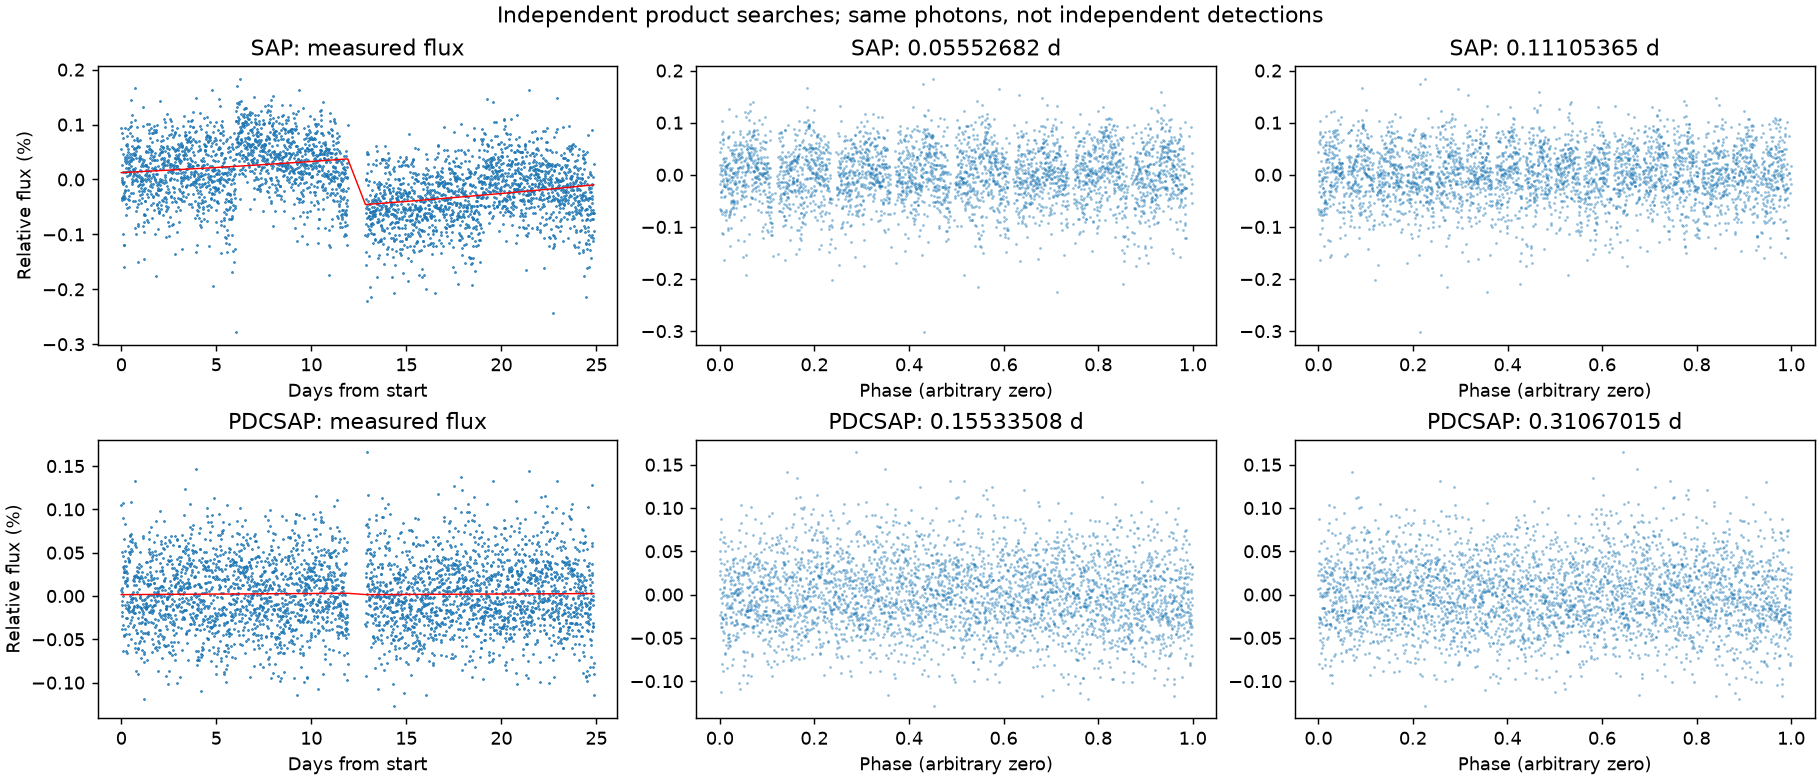 Independent product searches; same photons, not independent detections
SAP: measured flux
SAP: 0.05552682 d
SAP: 0.11105365 d
Relative flux (%)
0.2
0.1
0.0
−0.1
−0.2
−0.3
0 5 10 15 20 25
Days from start
0.2
0.1
0.0
−0.1
−0.2
−0.3
0.0 0.2 0.4 0.6 0.8 1.0
Phase (arbitrary zero)
0.2
0.1
0.0
−0.1
−0.2
−0.3
0.0 0.2 0.4 0.6 0.8 1.0
Phase (arbitrary zero)
PDCSAP: measured flux
PDCSAP: 0.15533508 d
PDCSAP: 0.31067015 d
Relative flux (%)
0.15
0.10
0.05
0.00
−0.05
−0.10
0 5 10 15 20 25
Days from start
0.15
0.10
0.05
0.00
−0.05
−0.10
0.0 0.2 0.4 0.6 0.8 1.0
Phase (arbitrary zero)
0.15
0.10
0.05
0.00
−0.05
−0.10
0.0 0.2 0.4 0.6 0.8 1.0
Phase (arbitrary zero)